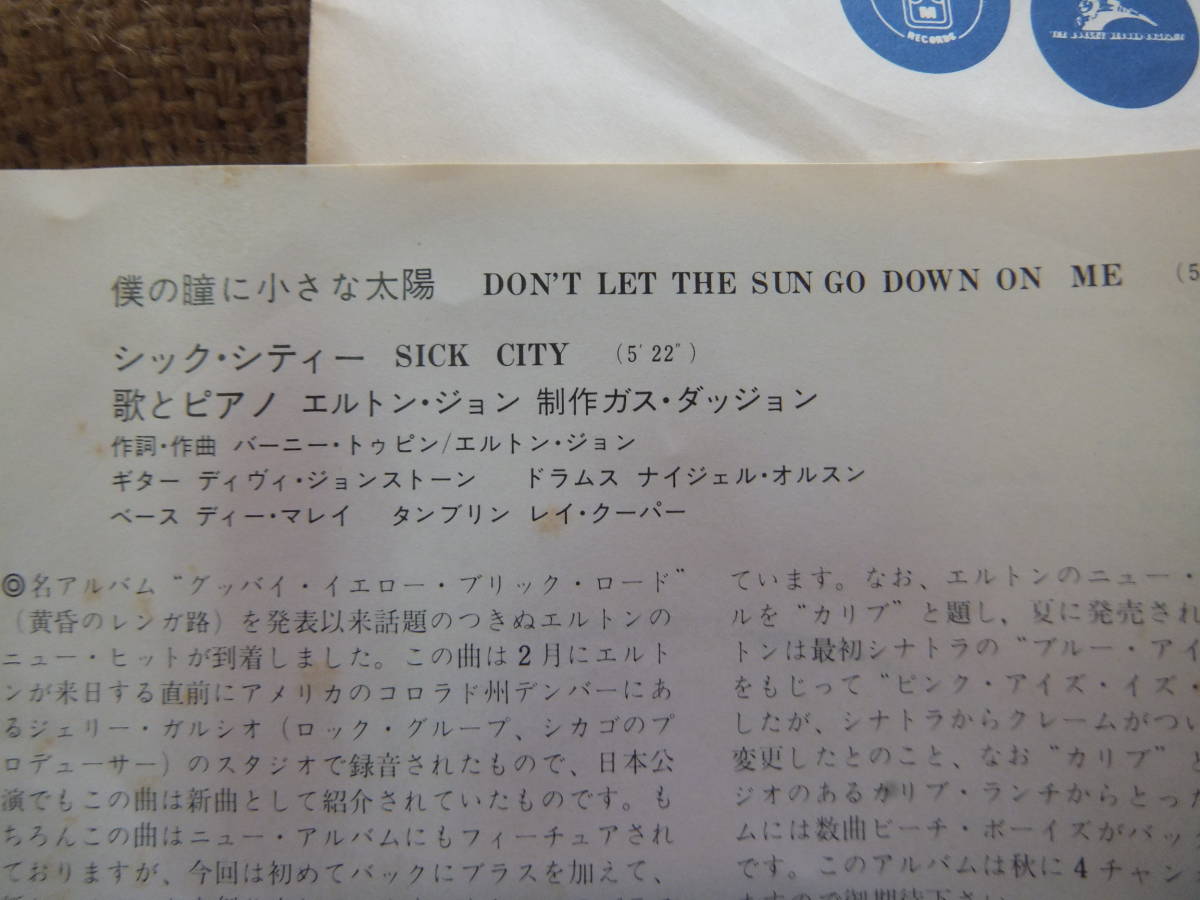 M
RECORDS
THE ROCKET RECORD COMPANY
僕の瞳に小さな太陽 DON'T LET THE SUN GO DOWN ON ME (5
シック・シティー SICK CITY (5′22″)
歌とピアノ エルトン・ジョン 制作ガス・ダッジョン
作詞・作曲 バーニー・トゥピン/エルトン・ジョン
ギター ディヴィ・ジョンストーン ドラムス ナイジェル・オルスン
ベース ディー・マレイ タンブリン レイ・クーパー
◎名アルバム“グッバイ・イエロー・ブリック・ロード”
(黄昏のレンガ路)を発表以来話題のつきぬエルトンの
ニュー・ヒットが到着しました。この曲は2月にエルト
ンが来日する直前にアメリカのコロラド州デンバーにあ
るジェリー・ガルシオ(ロック・グループ、シカゴのプ
ロデューサー)のスタジオで録音されたもので、日本公
演でもこの曲は新曲として紹介されていたものです。も
ちろんこの曲はニュー・アルバムにもフィーチュアされ
ておりますが、今回は初めてバックにブラスを加えて、
ています。なお、エルトンのニュー・
ルを“カリブ”と題し、夏に発売され
トンは最初シナトラの“ブルー・アイ
をもじって“ピンク・アイズ・イズ・
したが、シナトラからクレームがつい
変更したとのこと、なお“カリブ”と
ジオのあるカリブ・ランチからとった
ムには数曲ビーチ・ボーイズがバッ
です。このアルバムは秋に4チャン
ますので御期待下さい